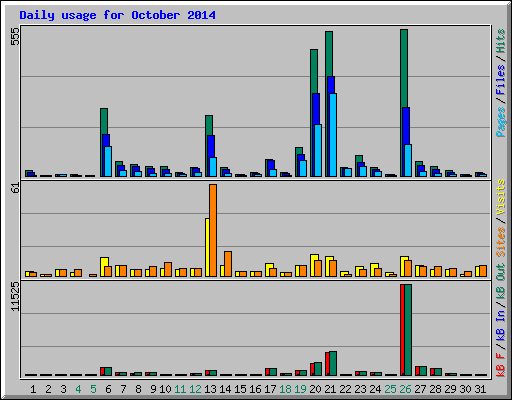 Daily usage for October 2014
555
Pages / Files / Hits
61
Sites / Visits
11525
kB F / kB In / kB Out
1 2 3 4 5 6 7 8 9 10 11 12 13 14 15 16 17 18 19 20 21 22 23 24 25 26 27 28 29 30 31